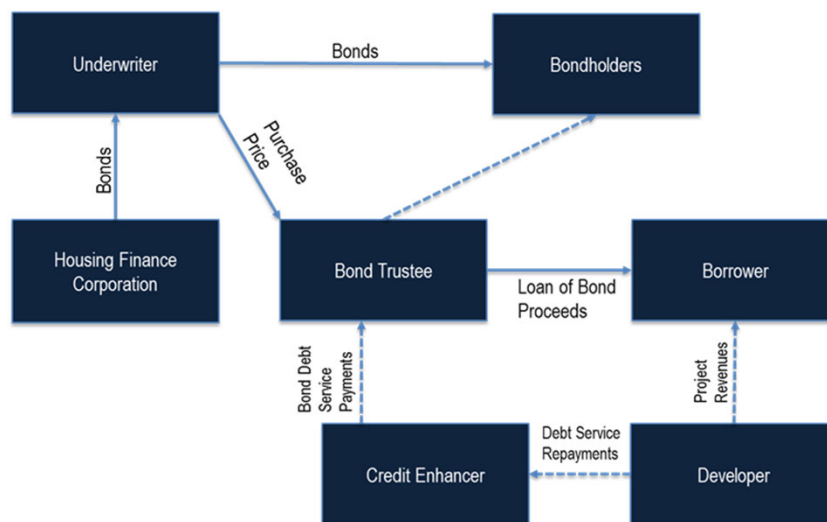 Underwriter
Bonds
Bondholders
Purchase
Price
Bonds
Housing Finance
Corporation
Bond Trustee
Loan of Bond
Proceeds
Borrower
Bond Debt
Service
Payments
Project
Revenues
Credit Enhancer
Debt Service
Repayments
Developer